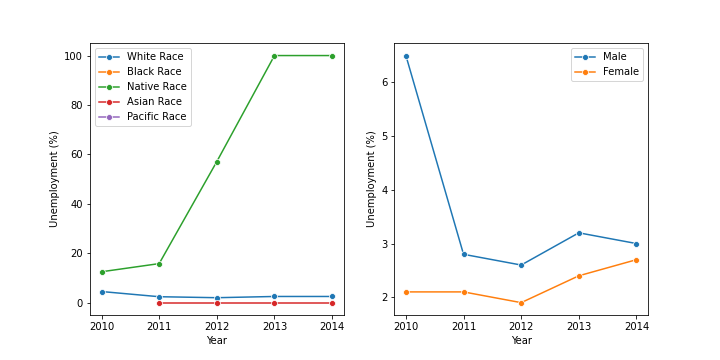 White Race
Black Race
Native Race
Asian Race
Pacific Race
100
80
60
40
20
0
Unemployment (%)
2010 2011 2012 2013 2014
Year
Male
Female
6
5
4
3
2
Unemployment (%)
2010 2011 2012 2013 2014
Year